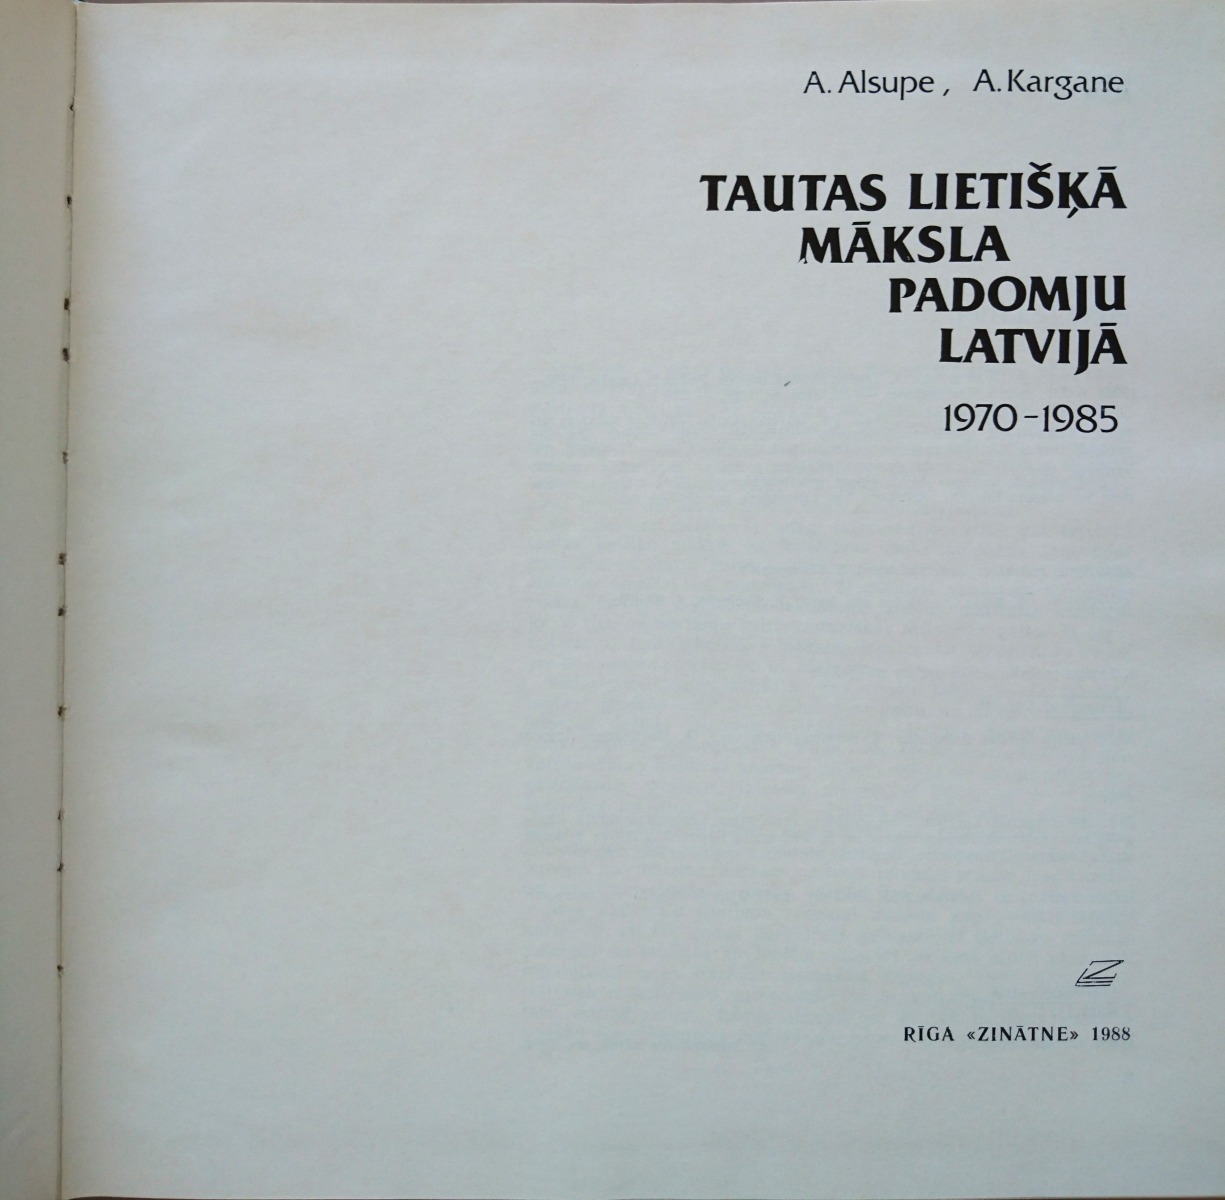 A. Alsupe, A. Kargane
TAUTAS LIETIŠĶĀ
MĀKSLA
PADOMJU
LATVIJĀ
1970-1985
RĪGA «ZINĀTNE» 1988